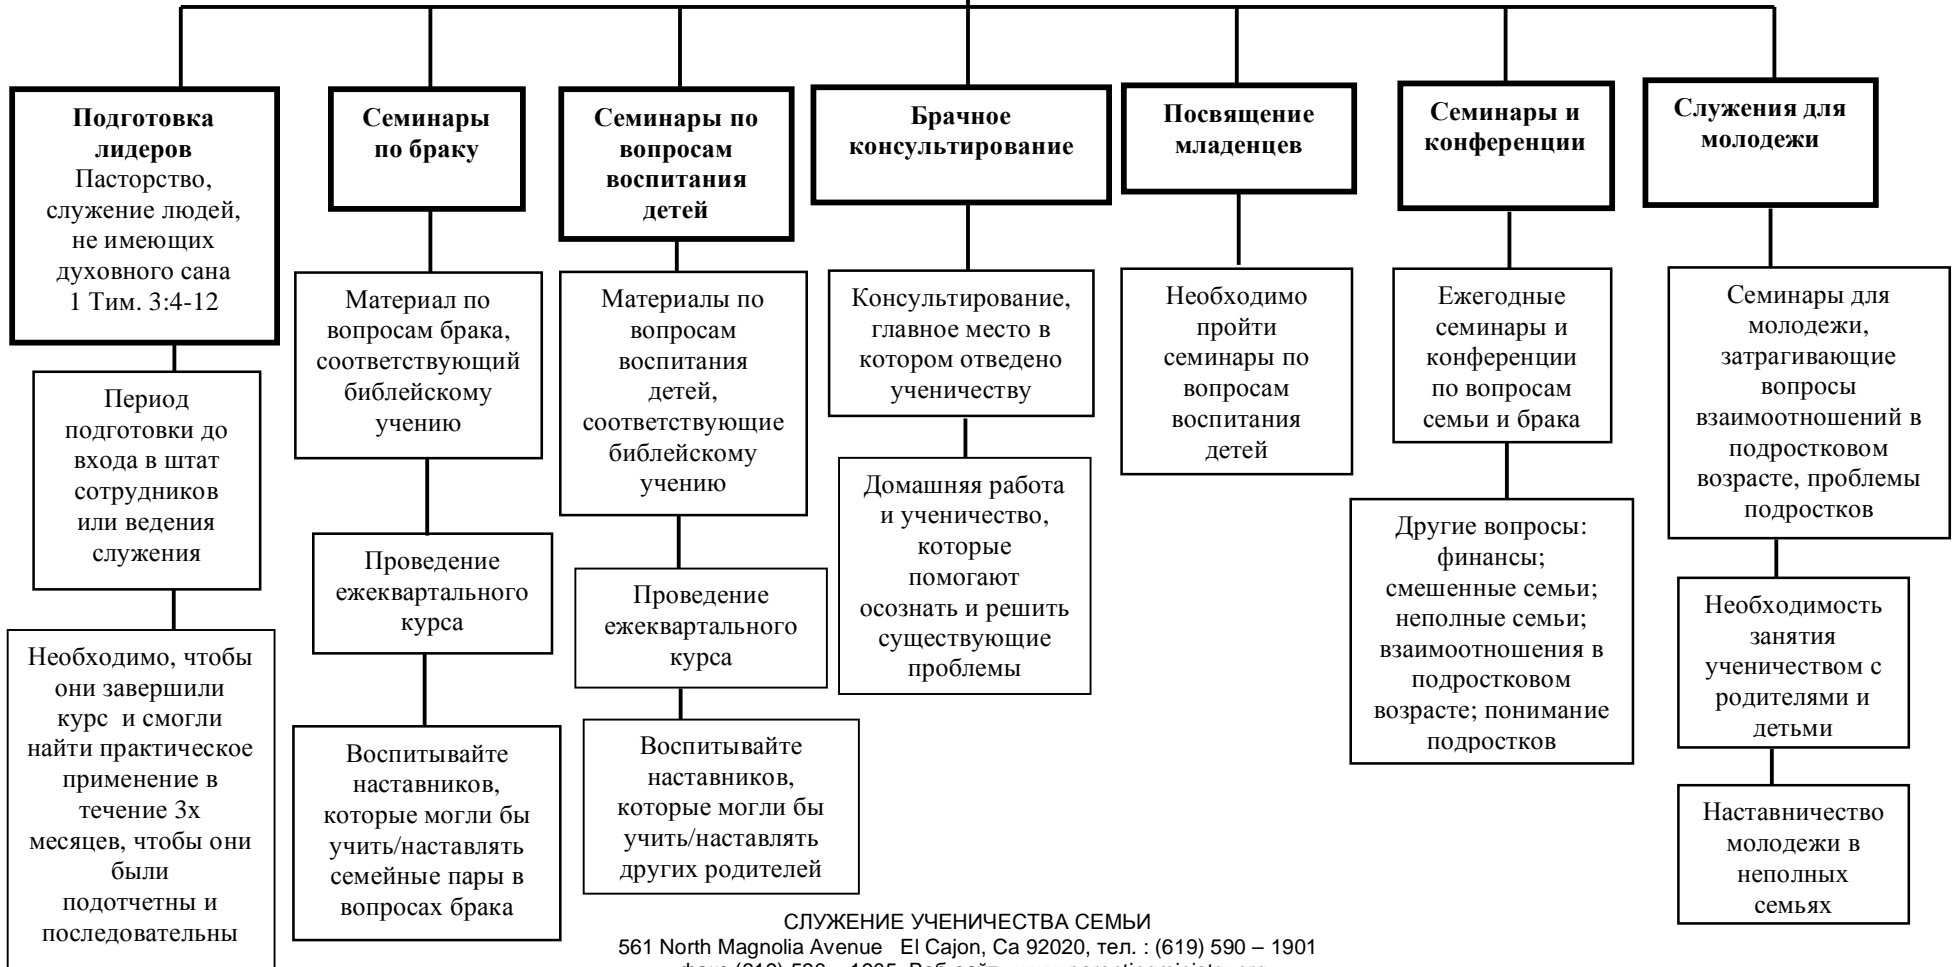 Подготовка
лидеров
Пасторство,
служение людей,
не имеющих
духовного сана
1 Тим. 3:4-12
Период
подготовки до
входа в штат
сотрудников
или ведения
служения
Необходимо, чтобы
они завершили
курс и смогли
найти практическое
применение в
течение 3х
месяцев, чтобы они
были
подотчетны и
последовательны
Семинары
по браку
Материал по
вопросам брака,
соответствующий
библейскому
учению
Проведение
ежеквартального
курса
Воспитывайте
наставников,
которые могли бы
учить/наставлять
семейные пары в
вопросах брака
Семинары по
вопросам
воспитания
детей
Материалы по
вопросам
воспитания
детей,
соответствующие
библейскому
учению
Проведение
ежеквартального
курса
Воспитывайте
наставников,
которые могли бы
учить/наставлять
других родителей
Брачное
консультирование
Консультирование,
главное место в
котором отведено
ученичеству
Домашняя работа
и ученичество,
которые
помогают
осознать и решить
существующие
проблемы
Посвящение
младенцев
Необходимо
пройти
семинары по
вопросам
воспитания
детей
Семинары и
конференции
Ежегодные
семинары и
конференции
по вопросам
семьи и брака
Другие вопросы:
финансы;
смешенные семьи;
неполные семьи;
взаимоотношения в
подростковом
возрасте; понимание
подростков
Служения для
молодежи
Семинары для
молодежи,
затрагивающие
вопросы
взаимоотношений в
подростковом
возрасте, проблемы
подростков
Необходимость
занятия
ученичеством с
родителями и
детьми
Наставничество
молодежи в
неполных
семьях
СЛУЖЕНИЕ УЧЕНИЧЕСТВА СЕМЬИ
561 North Magnolia Avenue El Cajon, Ca 92020, тел. : (619) 590 – 1901